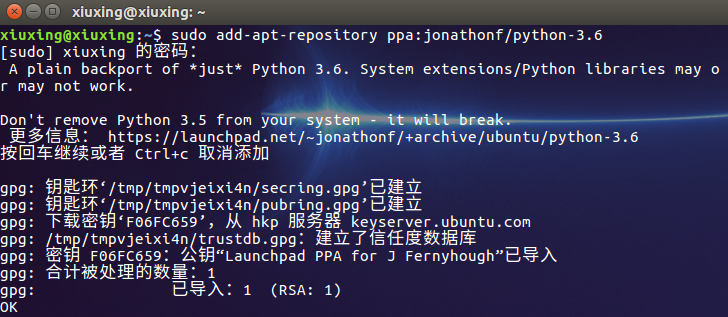 xiuxing@xiuxing: ~
xiuxing@xiuxing:~$ sudo add-apt-repository ppa:jonathonf/python-3.6
[sudo] xiuxing 的密码：
 A plain backport of *just* Python 3.6. System extensions/Python libraries may o
r may not work.

Don't remove Python 3.5 from your system - it will break.
 更多信息： https://launchpad.net/~jonathonf/+archive/ubuntu/python-3.6
按回车继续或者 Ctrl+c 取消添加

gpg: 钥匙环‘/tmp/tmpvjeixi4n/secring.gpg’已建立
gpg: 钥匙环‘/tmp/tmpvjeixi4n/pubring.gpg’已建立
gpg: 下载密钥‘F06FC659’，从 hkp 服务器 keyserver.ubuntu.com
gpg: /tmp/tmpvjeixi4n/trustdb.gpg：建立了信任度数据库
gpg: 密钥 F06FC659：公钥“Launchpad PPA for J Fernyhough”已导入
gpg: 合计被处理的数量：1
gpg:               已导入：1  (RSA: 1)
OK